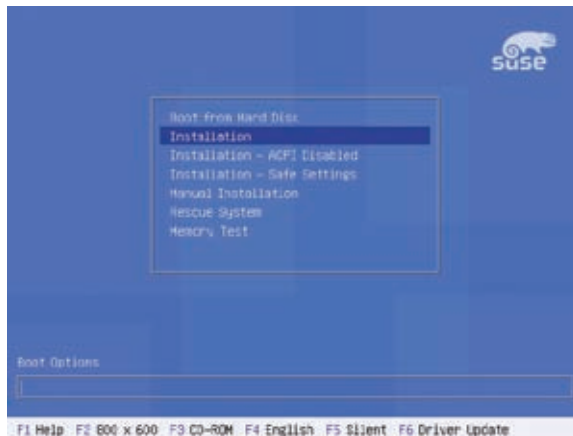 suse
Boot from Hard Disk
Installation
Installation - ACPI Disabled
Installation - Safe Settings
Manual Installation
Rescue System
Memory Test
Boot Options
F1 Help F2 800 x 600 F3 CD-ROM F4 English F5 Silent F6 Driver Update